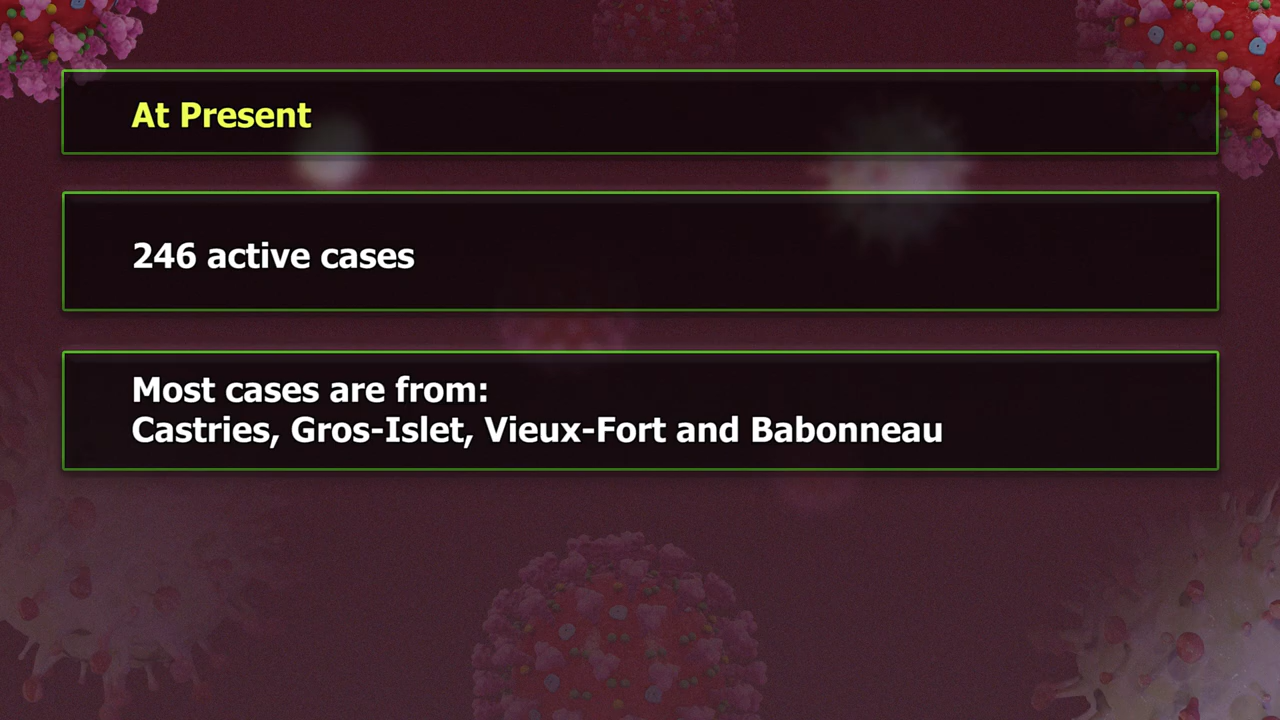 At Present
246 active cases
Most cases are from:
Castries, Gros-Islet, Vieux-Fort and Babonneau